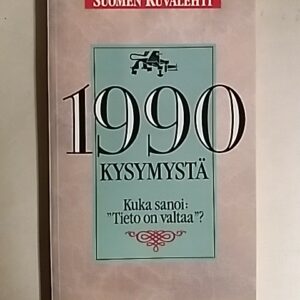 SUOMEN KUVALEHTI
1990
KYSYMYSTÄ
Kuka sanoi:
”Tieto on valtaa”?